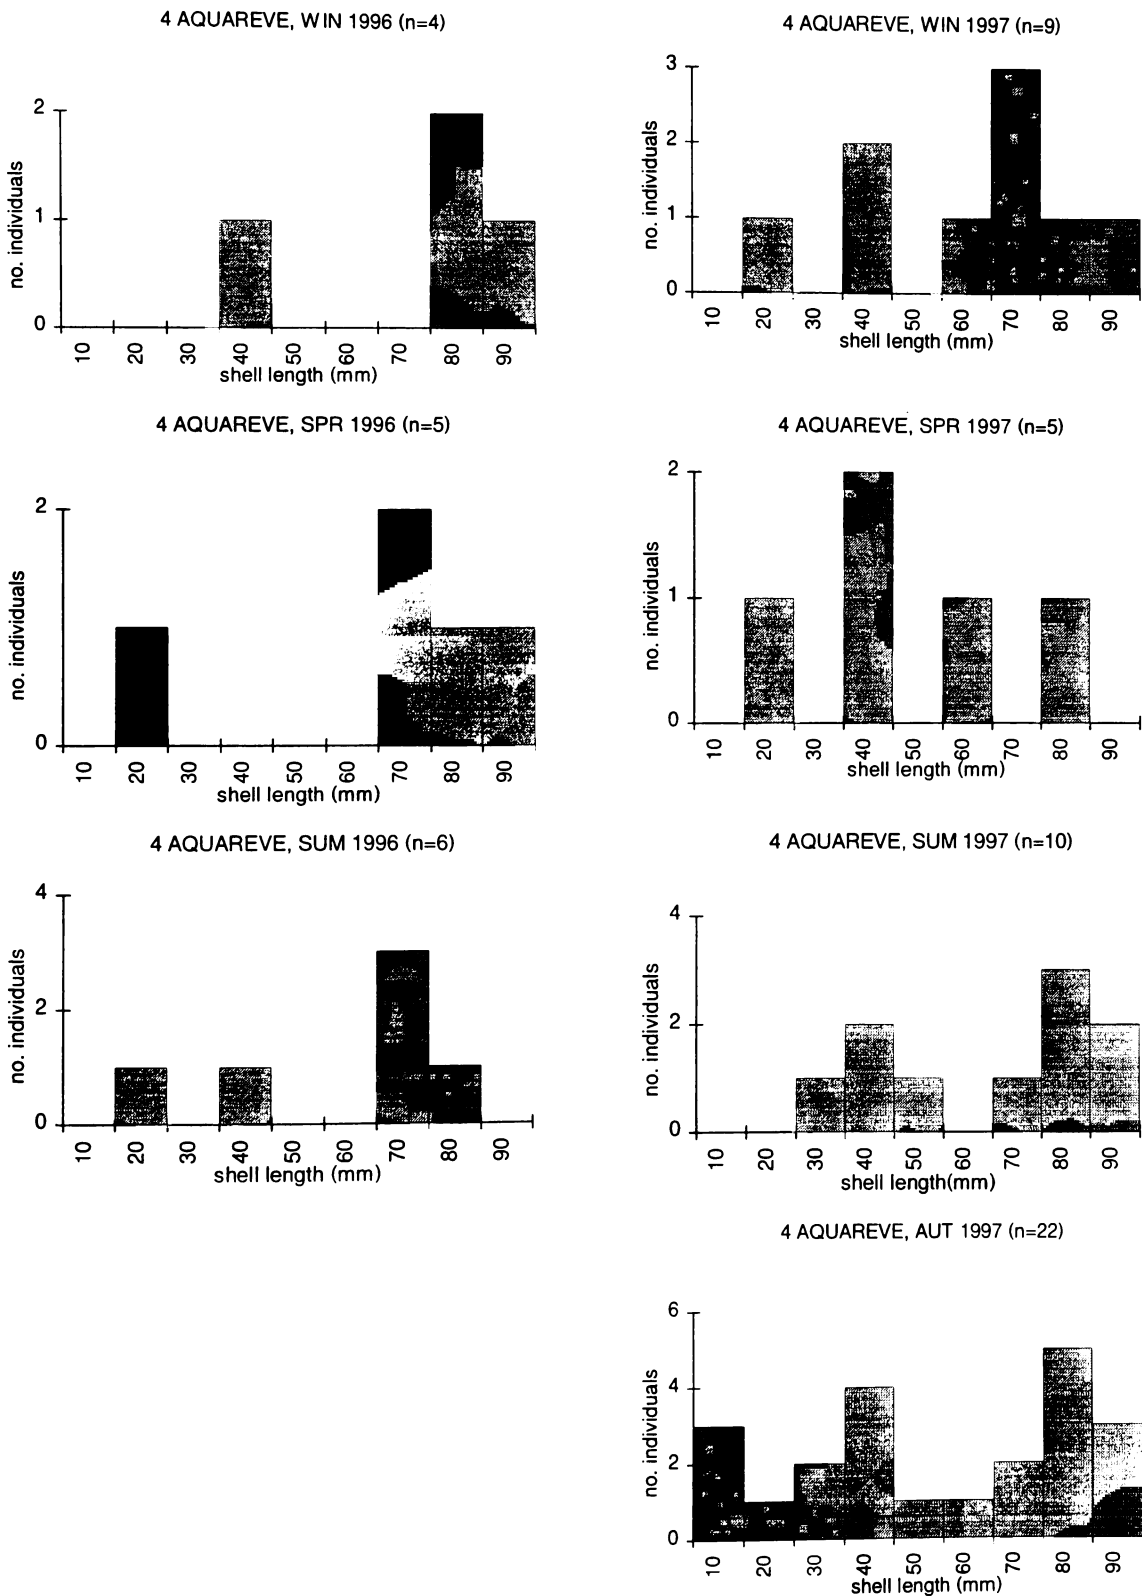 4 AQUAREVE, WIN 1996 (n=4)
no. individuals
2
1
0
10 20 30 40 50 60 70 80 90
shell length (mm)
4 AQUAREVE, WIN 1997 (n=9)
no. individuals
3
2
1
0
10 20 30 40 50 60 70 80 90
shell length (mm)
4 AQUAREVE, SPR 1996 (n=5)
no. individuals
2
1
0
10 20 30 40 50 60 70 80 90
shell length (mm)
4 AQUAREVE, SPR 1997 (n=5)
no. individuals
2
1
0
10 20 30 40 50 60 70 80 90
shell length (mm)
4 AQUAREVE, SUM 1996 (n=6)
no. individuals
4
2
0
10 20 30 40 50 60 70 80 90
shell length (mm)
4 AQUAREVE, SUM 1997 (n=10)
no. individuals
4
2
0
10 20 30 40 50 60 70 80 90
shell length(mm)
4 AQUAREVE, AUT 1997 (n=22)
no. individuals
6
4
2
0
10 20 30 40 50 60 70 80 90
shell length (mm)